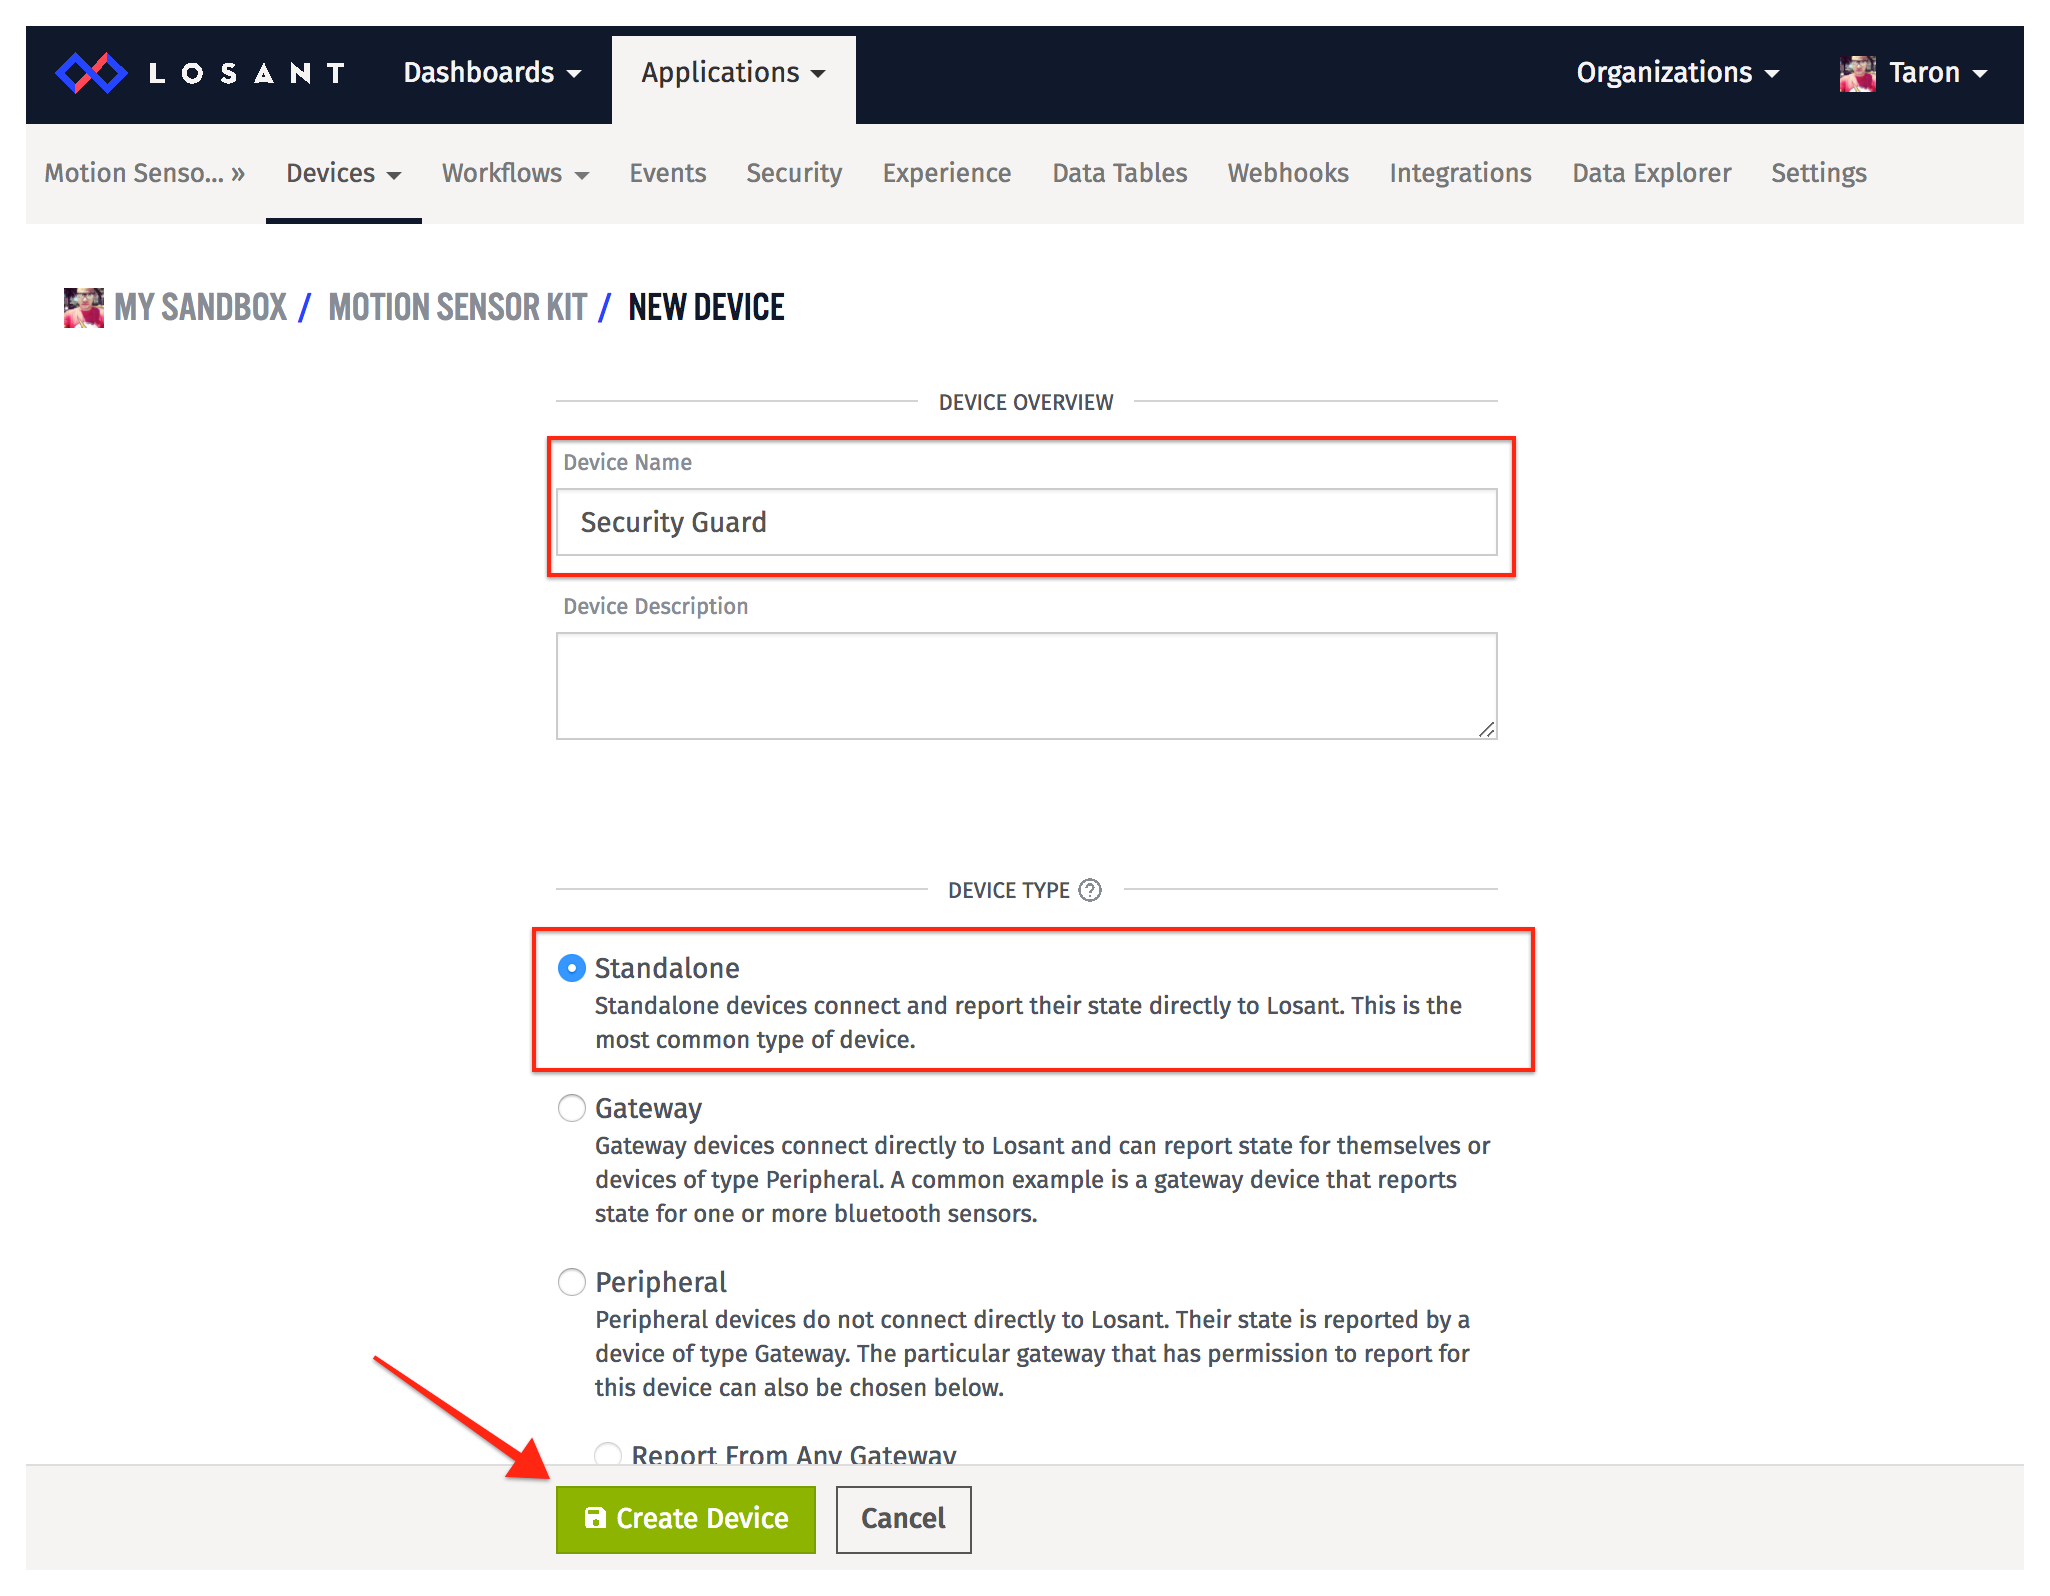 LOSANT Dashboards Applications Organizations Taron
Motion Senso... » Devices Workflows Events Security Experience Data Tables Webhooks Integrations Data Explorer Settings
MY SANDBOX / MOTION SENSOR KIT / NEW DEVICE
DEVICE OVERVIEW
Device Name
Security Guard
Device Description
DEVICE TYPE ?
Standalone
Standalone devices connect and report their state directly to Losant. This is the
most common type of device.
Gateway
Gateway devices connect directly to Losant and can report state for themselves or
devices of type Peripheral. A common example is a gateway device that reports
state for one or more bluetooth sensors.
Peripheral
Peripheral devices do not connect directly to Losant. Their state is reported by a
device of type Gateway. The particular gateway that has permission to report for
this device can also be chosen below.
Report From Any Gateway
Create Device Cancel